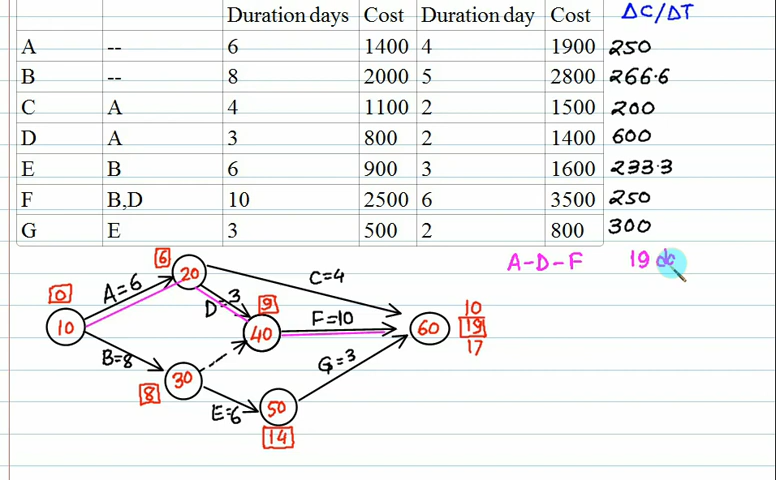 Duration days Cost Duration day Cost ΔC/ΔT
A -- 6 1400 4 1900 250
B -- 8 2000 5 2800 266.6
C A 4 1100 2 1500 200
D A 3 800 2 1400 600
E B 6 900 3 1600 233.3
F B,D 10 2500 6 3500 250
G E 3 500 2 800 300
A-D-F 19
6
20
C=4
0
A=6
D=3
9
10
10
40
F=10
60
19
17
B=8
G=3
8
30
E=6
50
14